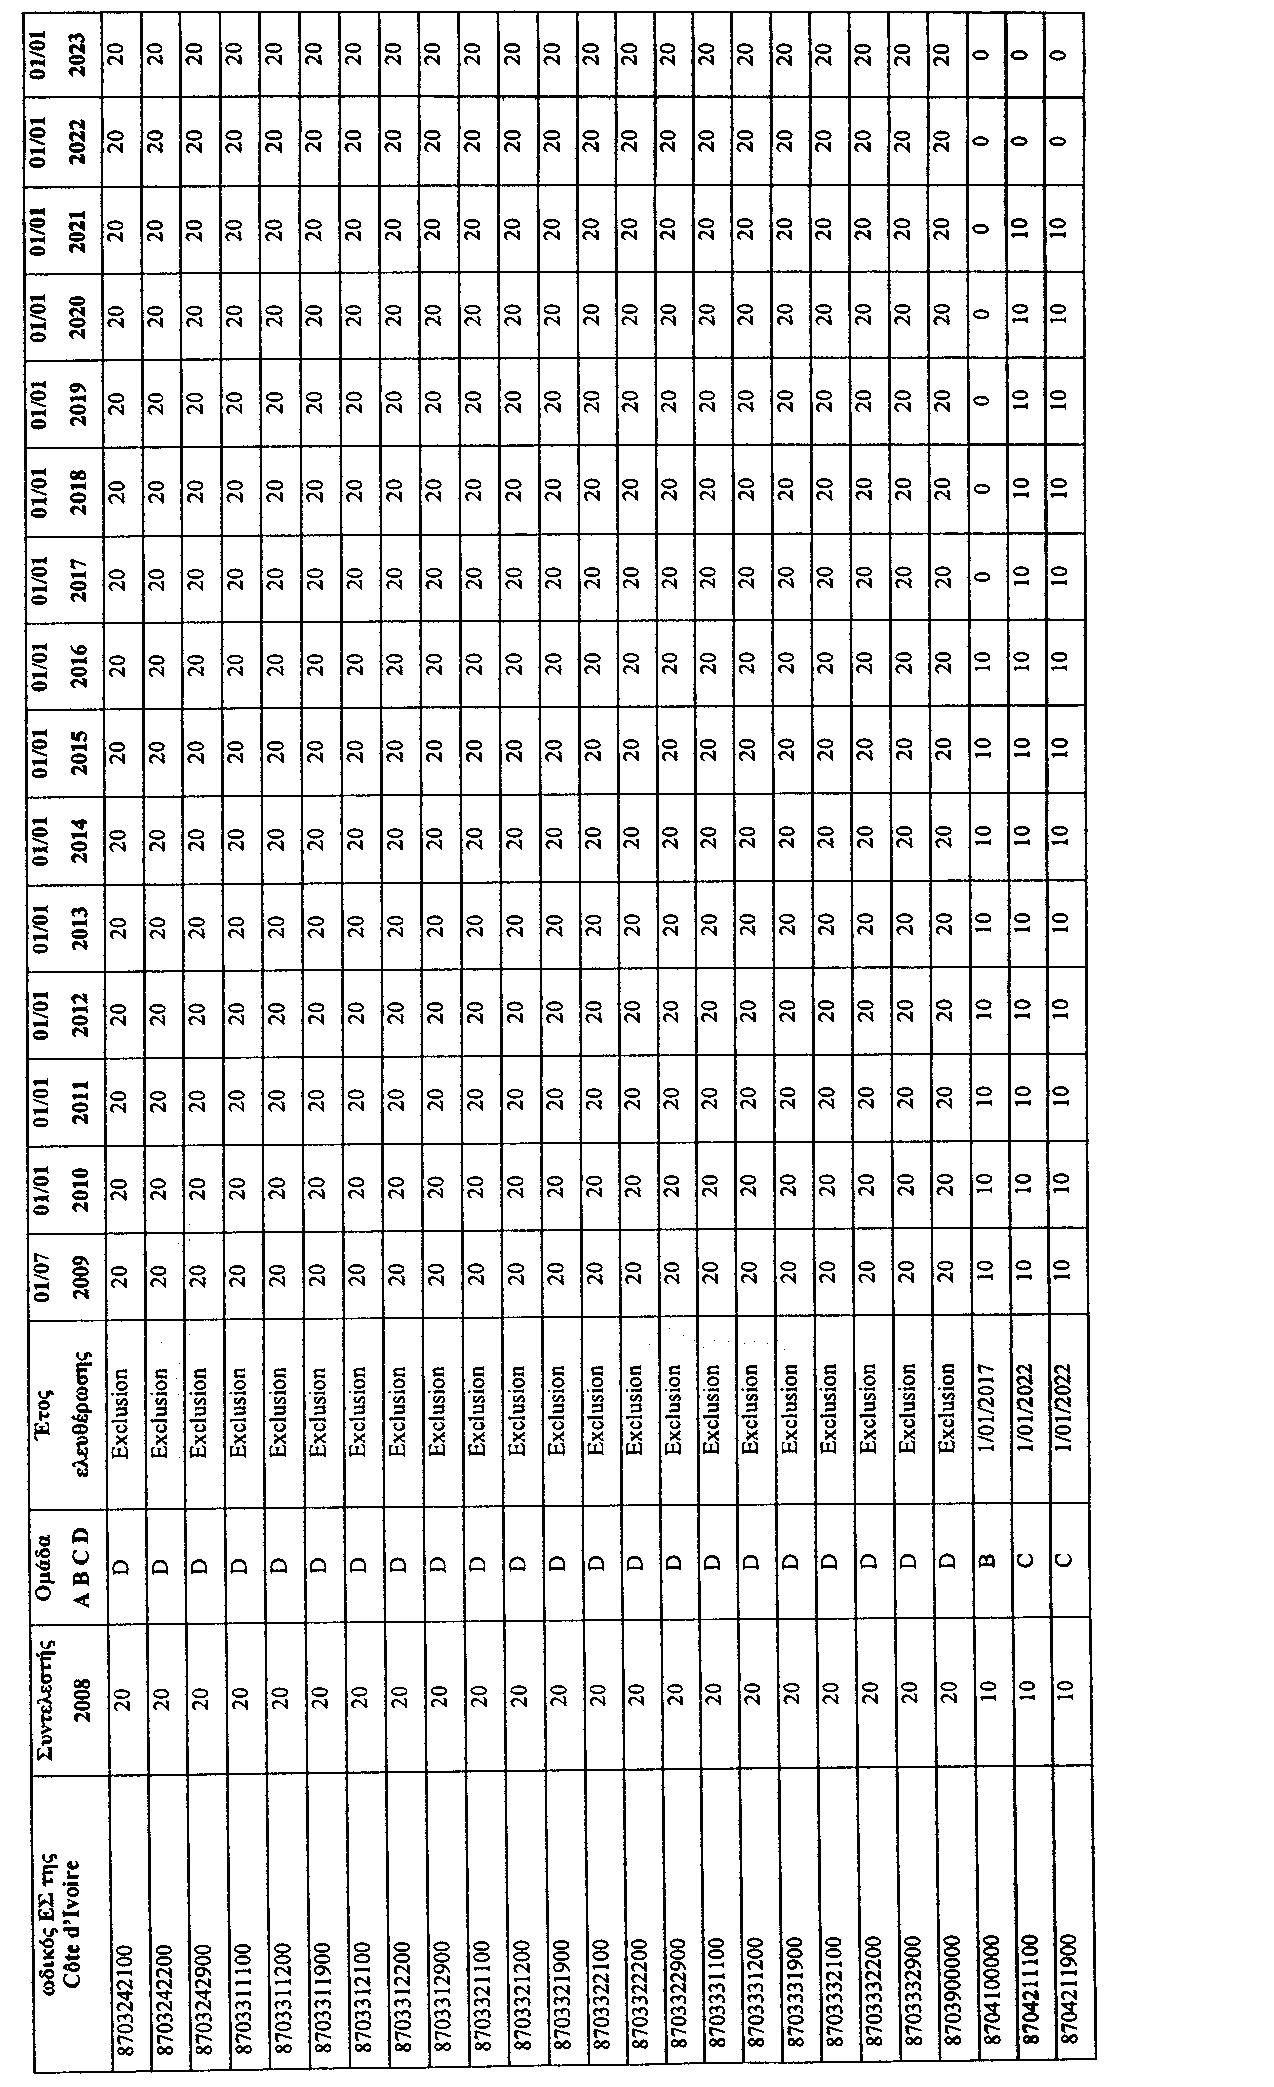 ωδικός ΕΣ της Συντελεστής Ομάδα Έτος 01/07 01/01 01/01 01/01 01/01 01/01 01/01 01/01 01/01 01/01 01/01 01/01 01/01 01/01 01/01
Côte d'Ivoire 2008 A B C D ελευθέρωσης 2009 2010 2011 2012 2013 2014 2015 2016 2017 2018 2019 2020 2021 2022 2023
8703242100 20 D Exclusion 20 20 20 20 20 20 20 20 20 20 20 20 20 20 20
8703242200 20 D Exclusion 20 20 20 20 20 20 20 20 20 20 20 20 20 20 20
8703242900 20 D Exclusion 20 20 20 20 20 20 20 20 20 20 20 20 20 20 20
8703311100 20 D Exclusion 20 20 20 20 20 20 20 20 20 20 20 20 20 20 20
8703311200 20 D Exclusion 20 20 20 20 20 20 20 20 20 20 20 20 20 20 20
8703311900 20 D Exclusion 20 20 20 20 20 20 20 20 20 20 20 20 20 20 20
8703312100 20 D Exclusion 20 20 20 20 20 20 20 20 20 20 20 20 20 20 20
8703312200 20 D Exclusion 20 20 20 20 20 20 20 20 20 20 20 20 20 20 20
8703312900 20 D Exclusion 20 20 20 20 20 20 20 20 20 20 20 20 20 20 20
8703321100 20 D Exclusion 20 20 20 20 20 20 20 20 20 20 20 20 20 20 20
8703321200 20 D Exclusion 20 20 20 20 20 20 20 20 20 20 20 20 20 20 20
8703321900 20 D Exclusion 20 20 20 20 20 20 20 20 20 20 20 20 20 20 20
8703322100 20 D Exclusion 20 20 20 20 20 20 20 20 20 20 20 20 20 20 20
8703322200 20 D Exclusion 20 20 20 20 20 20 20 20 20 20 20 20 20 20 20
8703322900 20 D Exclusion 20 20 20 20 20 20 20 20 20 20 20 20 20 20 20
8703331100 20 D Exclusion 20 20 20 20 20 20 20 20 20 20 20 20 20 20 20
8703331200 20 D Exclusion 20 20 20 20 20 20 20 20 20 20 20 20 20 20 20
8703331900 20 D Exclusion 20 20 20 20 20 20 20 20 20 20 20 20 20 20 20
8703332100 20 D Exclusion 20 20 20 20 20 20 20 20 20 20 20 20 20 20 20
8703332200 20 D Exclusion 20 20 20 20 20 20 20 20 20 20 20 20 20 20 20
8703332900 20 D Exclusion 20 20 20 20 20 20 20 20 20 20 20 20 20 20 20
8703900000 20 D Exclusion 20 20 20 20 20 20 20 20 20 20 20 20 20 20 20
8704100000 10 B 1/01/2017 10 10 10 10 10 10 10 10 0 0 0 0 0 0 0
8704211100 10 C 1/01/2022 10 10 10 10 10 10 10 10 10 10 10 10 10 0 0
8704211900 10 C 1/01/2022 10 10 10 10 10 10 10 10 10 10 10 10 10 0 0